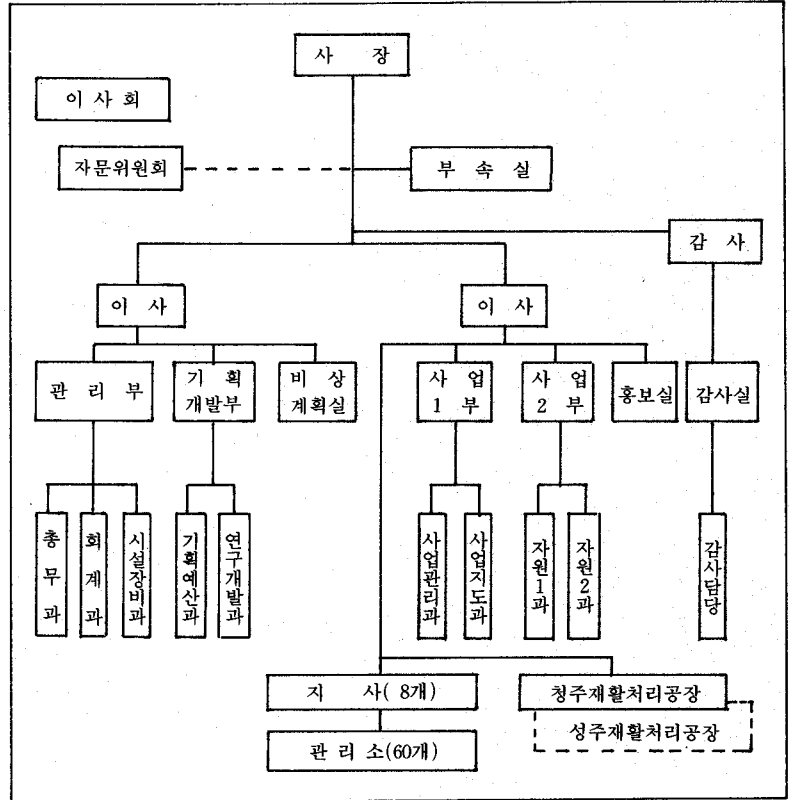 사 장
이 사 회
자문위원회
부 속 실
감 사
이 사
이 사
관 리 부
기 획
개발부
비 상
계획실
사 업
1 부
사 업
2 부
홍보실
감사실
총무과
회계과
시설장비과
기획예산과
연구개발과
사업관리과
사업지도과
자원1과
자원2과
감사담당
지 사( 8개)
청주재활처리공장
성주재활처리공장
관 리 소(60개)